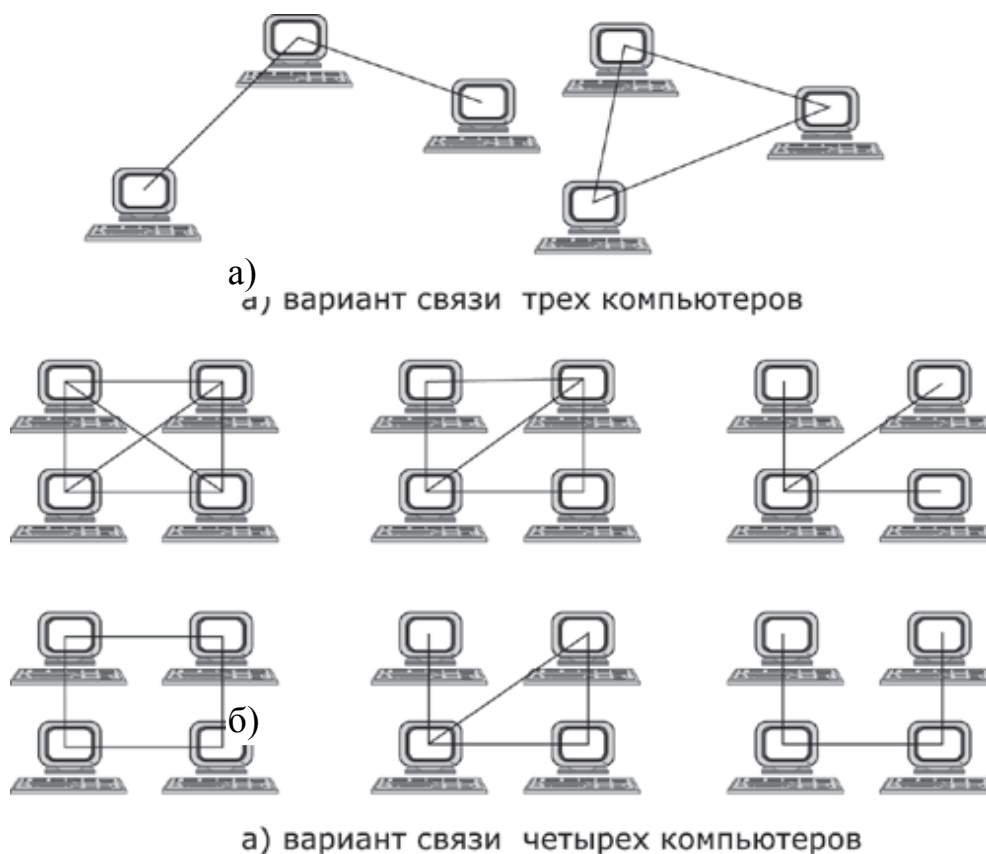 а)
а) вариант связи трех компьютеров
б)
а) вариант связи четырех компьютеров